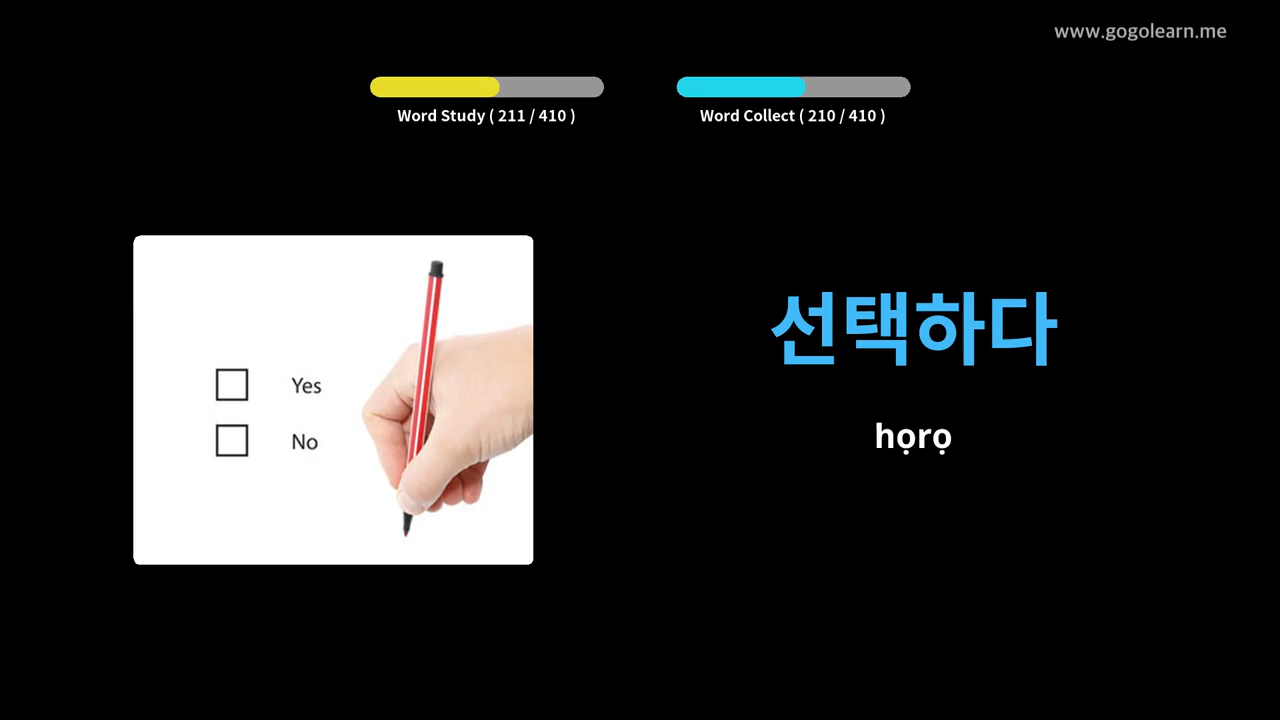 www.gogolearn.me
Word Study ( 211 / 410 )
Word Collect ( 210 / 410 )
Yes
No
선택하다
họrọ